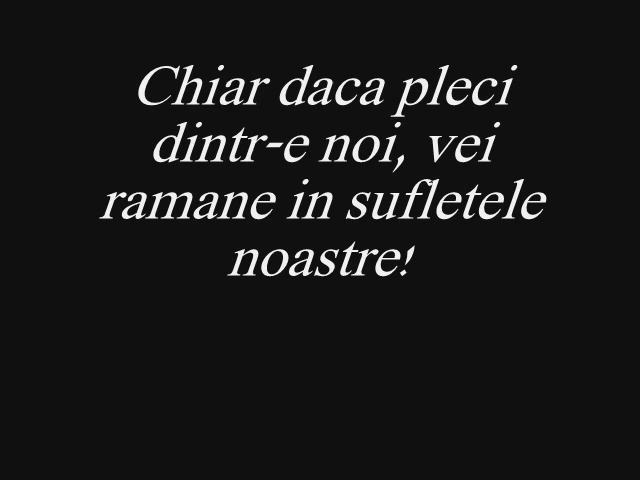 Chiar daca pleci
dintr-e noi, vei
ramane in sufletele
noastre!